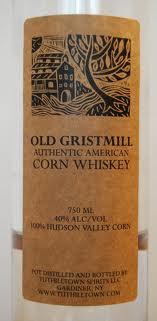 OLD GRISTMILL
AUTHENTIC AMERICAN
CORN WHISKEY
750 ML
40% ALC/VOL
100% HUDSON VALLEY CORN
POT DISTILLED AND BOTTLED BY
TUTHILLTOWN SPIRITS LLC
GARDINER, NY
WWW.TUTHILLTOWN.COM